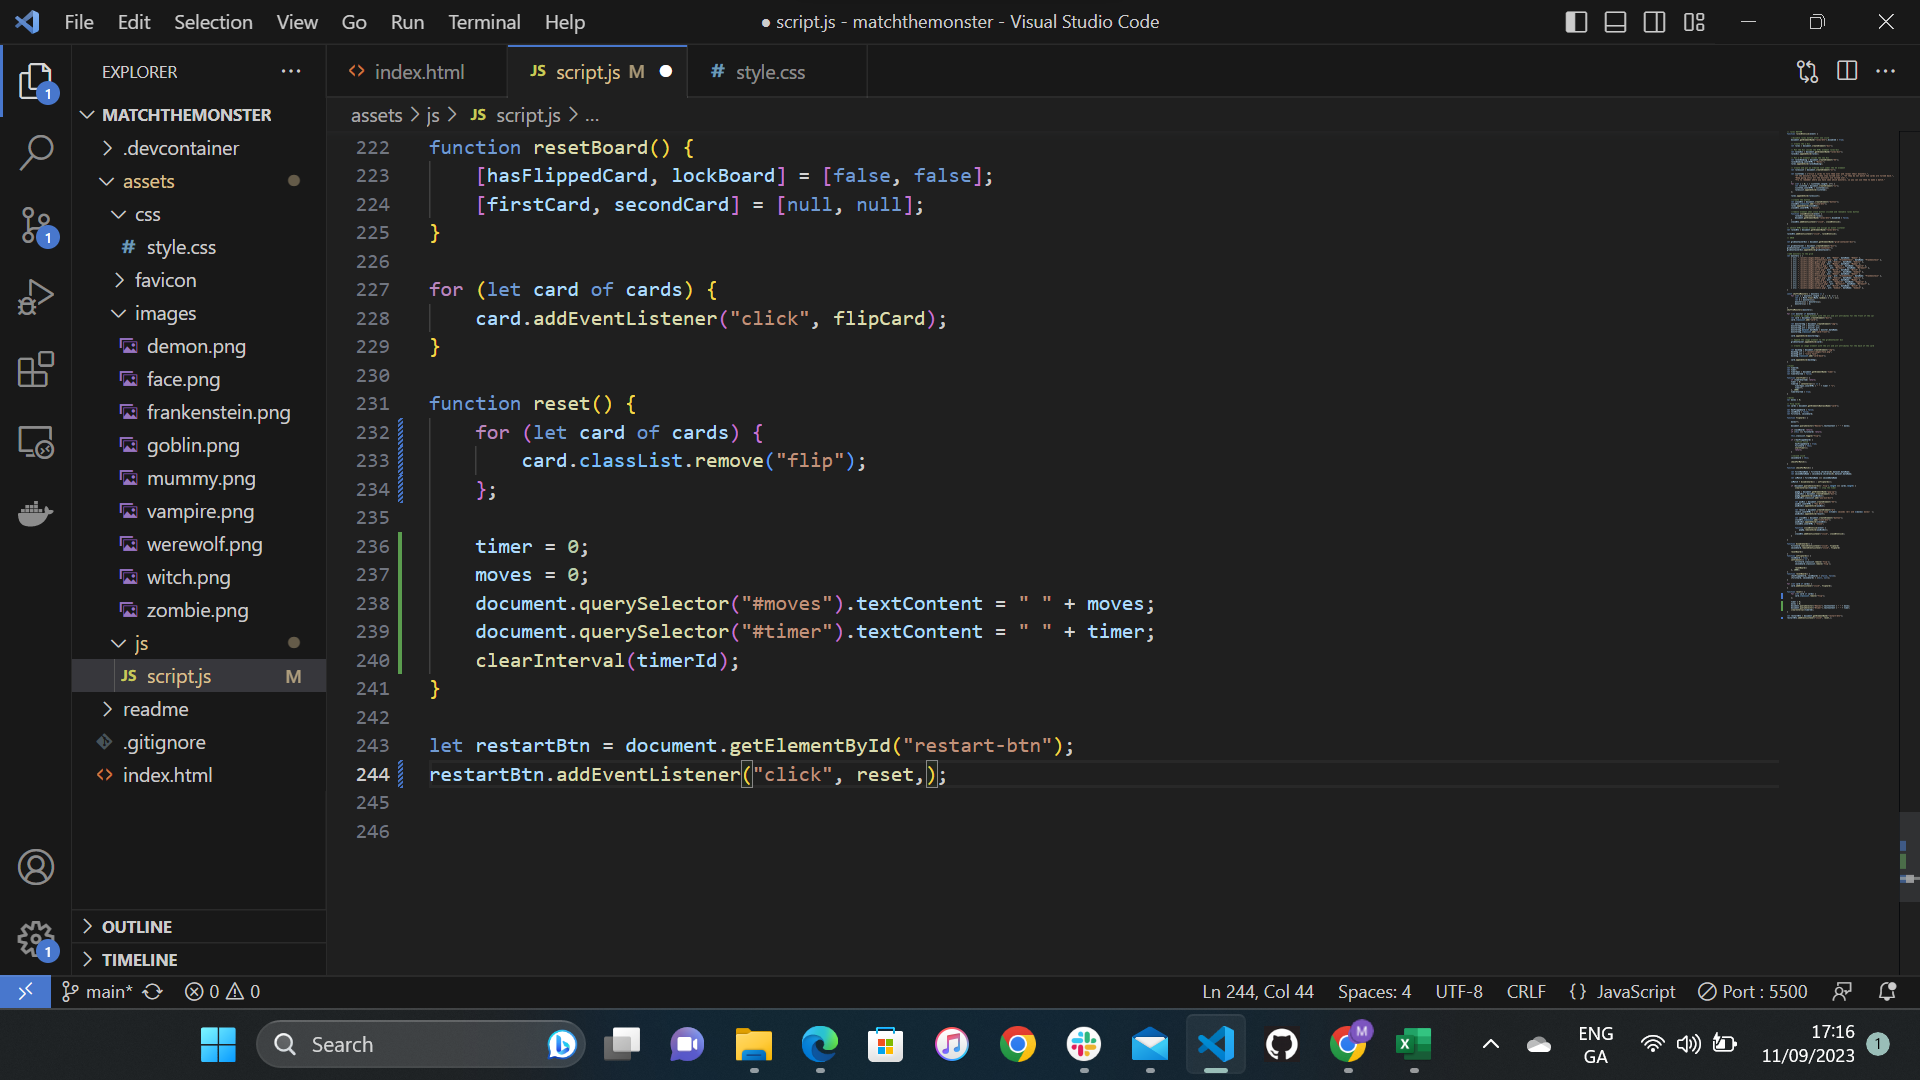 File Edit Selection View Go Run Terminal Help
● script.js - matchthemonster - Visual Studio Code
EXPLORER
index.html
JS script.js M
# style.css
MATCHTHEMONSTER
assets > js > JS script.js > ...
.devcontainer
assets
css
# style.css
favicon
images
demon.png
face.png
frankenstein.png
goblin.png
mummy.png
vampire.png
werewolf.png
witch.png
zombie.png
js
JS script.js M
readme
.gitignore
index.html
OUTLINE
TIMELINE
1
1
1
222 function resetBoard() {
223 [hasFlippedCard, lockBoard] = [false, false];
224 [firstCard, secondCard] = [null, null];
225 }
226
227 for (let card of cards) {
228 card.addEventListener("click", flipCard);
229 }
230
231 function reset() {
232 for (let card of cards) {
233 card.classList.remove("flip");
234 };
235
236 timer = 0;
237 moves = 0;
238 document.querySelector("#moves").textContent = " " + moves;
239 document.querySelector("#timer").textContent = " " + timer;
240 clearInterval(timerId);
241 }
242
243 let restartBtn = document.getElementById("restart-btn");
244 restartBtn.addEventListener("click", reset,);
245
246
main* 0 0
Ln 244, Col 44 Spaces: 4 UTF-8 CRLF {} JavaScript Port : 5500
Search
M
ENG
GA
17:16
11/09/2023
1